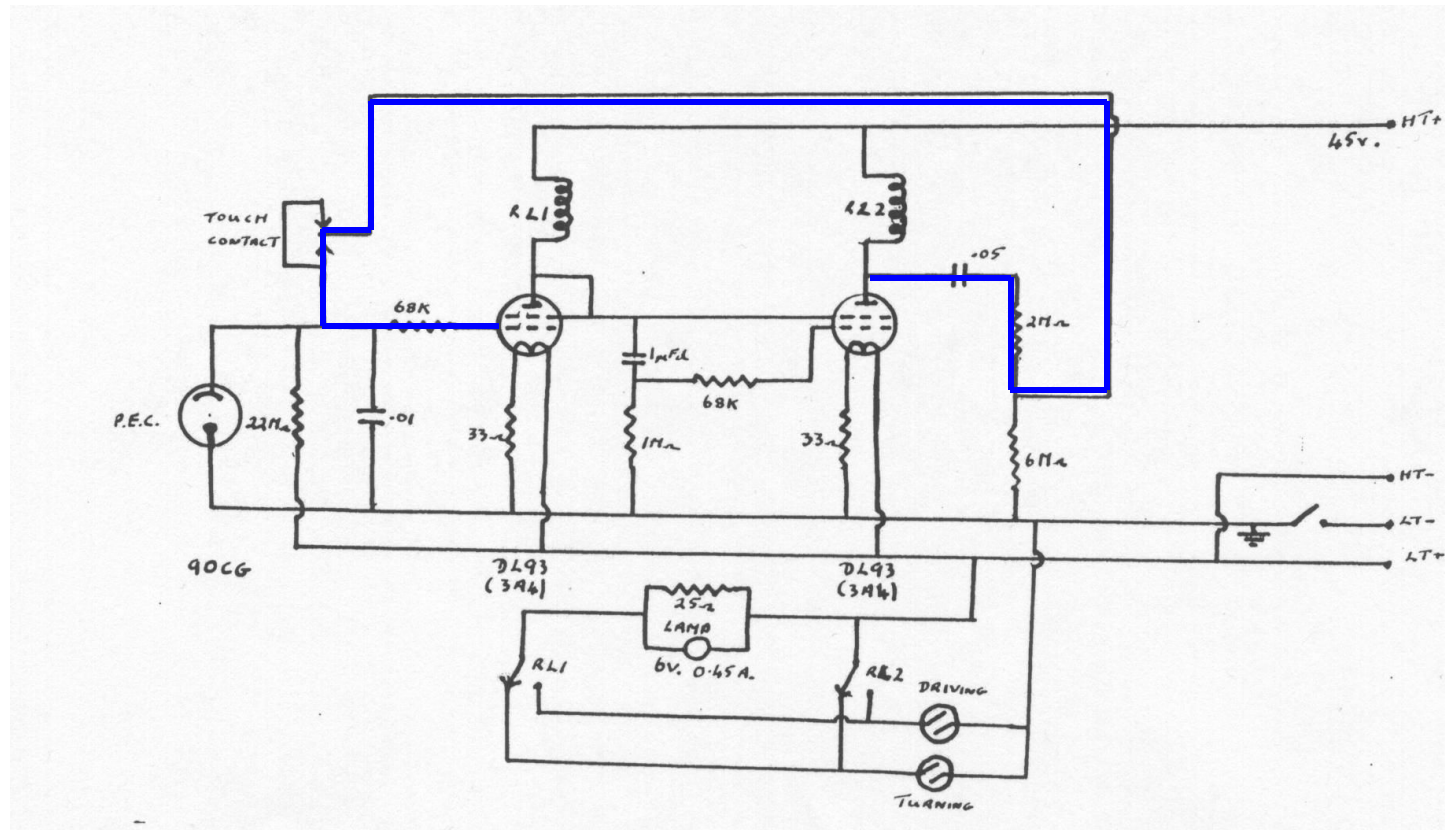 HT+
45v.
RL1
RL2
TOUCH
CONTACT
.05
68K
2MΩ
1μFd
P.E.C.
22MΩ
.01
33Ω
68K
1MΩ
33Ω
6MΩ
HT-
LT-
LT+
90CG
DL93
(3A4)
DL93
(3A4)
25Ω
LAMP
6V. 0.45A.
RL1
RL2
DRIVING
TURNING